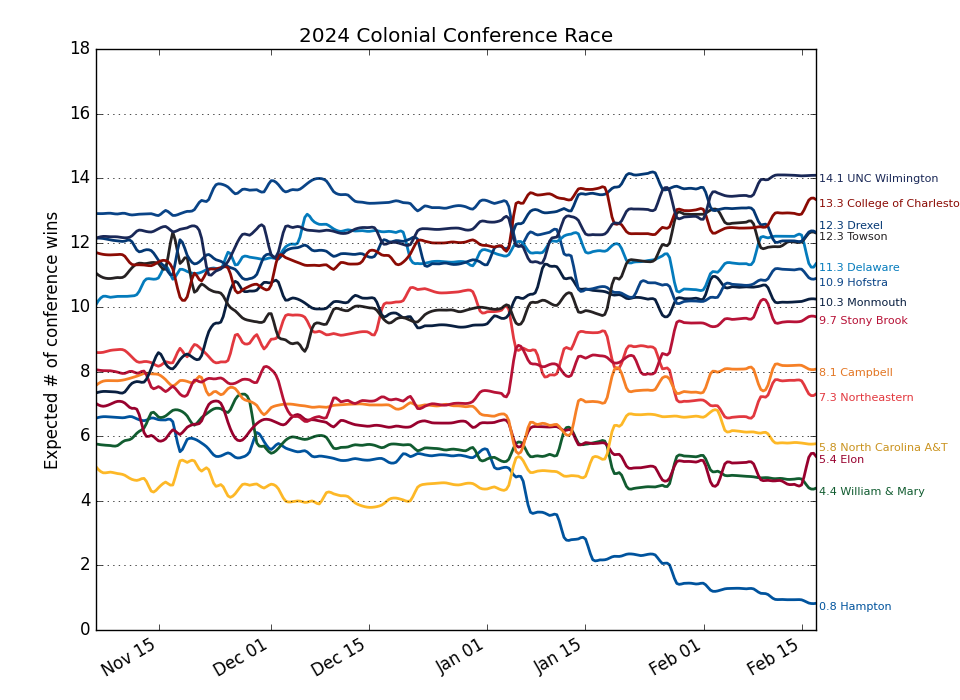 2024 Colonial Conference Race
Expected # of conference wins
18
16
14
12
10
8
6
4
2
0
14.1 UNC Wilmington
13.3 College of Charlesto
12.3 Drexel
12.3 Towson
11.3 Delaware
10.9 Hofstra
10.3 Monmouth
9.7 Stony Brook
8.1 Campbell
7.3 Northeastern
5.8 North Carolina A&T
5.4 Elon
4.4 William & Mary
0.8 Hampton
Nov 15
Dec 01
Dec 15
Jan 01
Jan 15
Feb 01
Feb 15